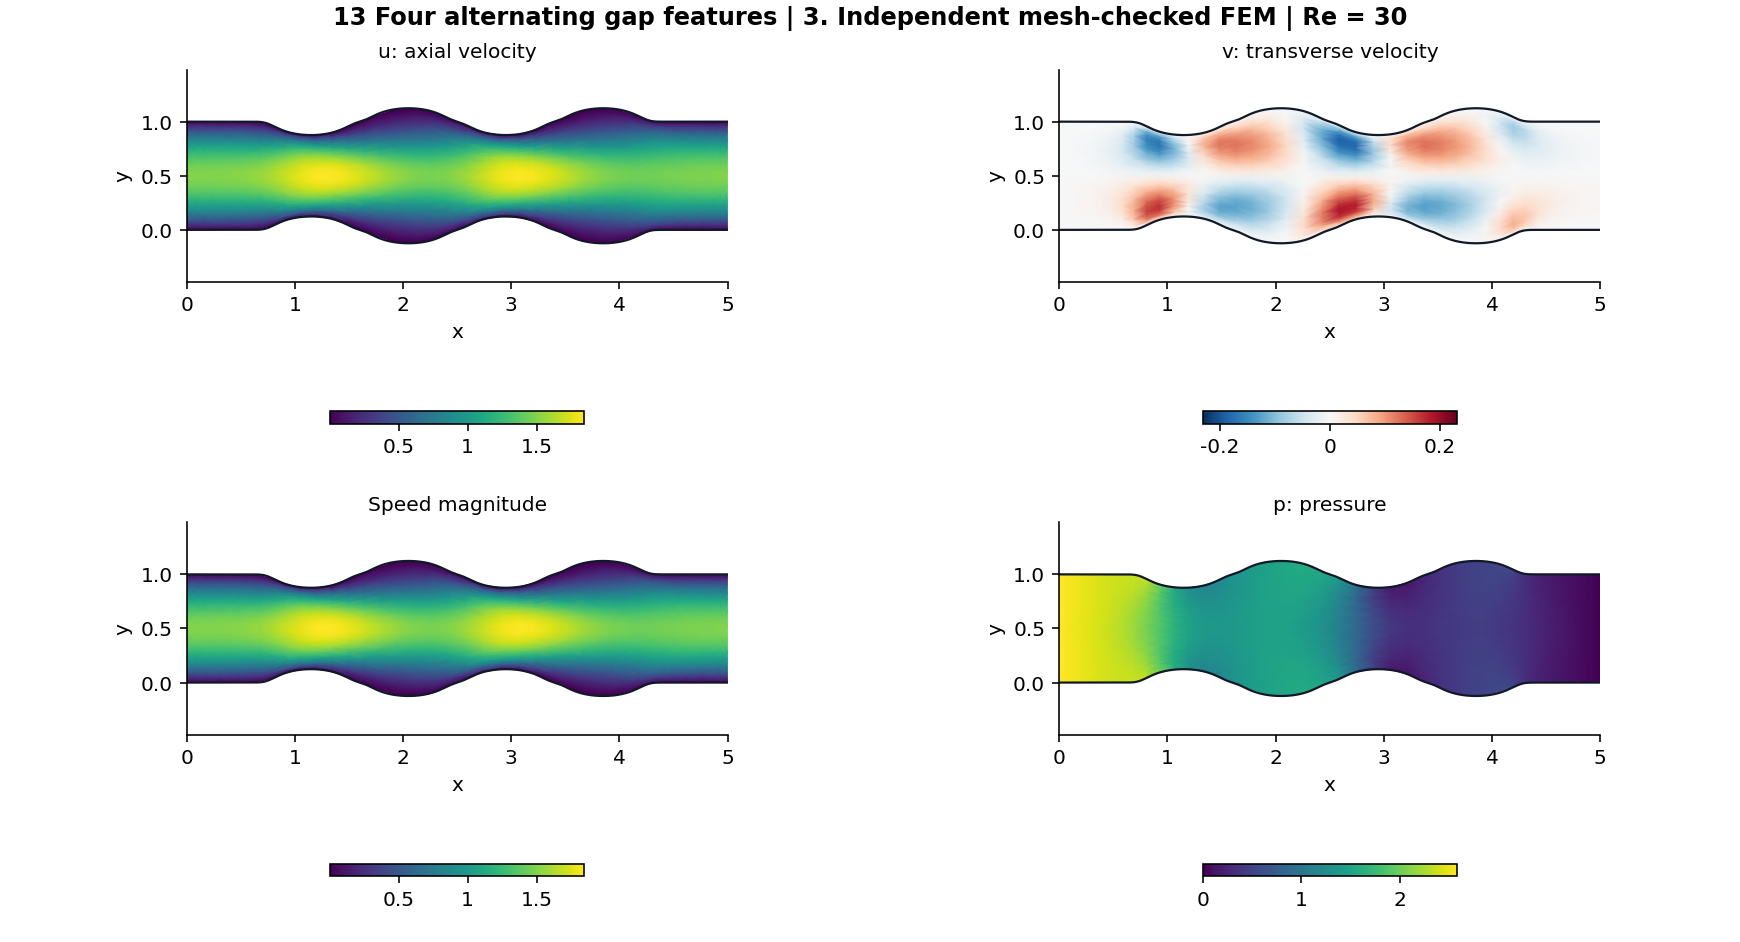 13 Four alternating gap features | 3. Independent mesh-checked FEM | Re = 30
u: axial velocity
1.0
0.5
0.0
y
0 1 2 3 4 5
x
0.5 1 1.5
v: transverse velocity
1.0
0.5
0.0
y
0 1 2 3 4 5
x
-0.2 0 0.2
Speed magnitude
1.0
0.5
0.0
y
0 1 2 3 4 5
x
0.5 1 1.5
p: pressure
1.0
0.5
0.0
y
0 1 2 3 4 5
x
0 1 2